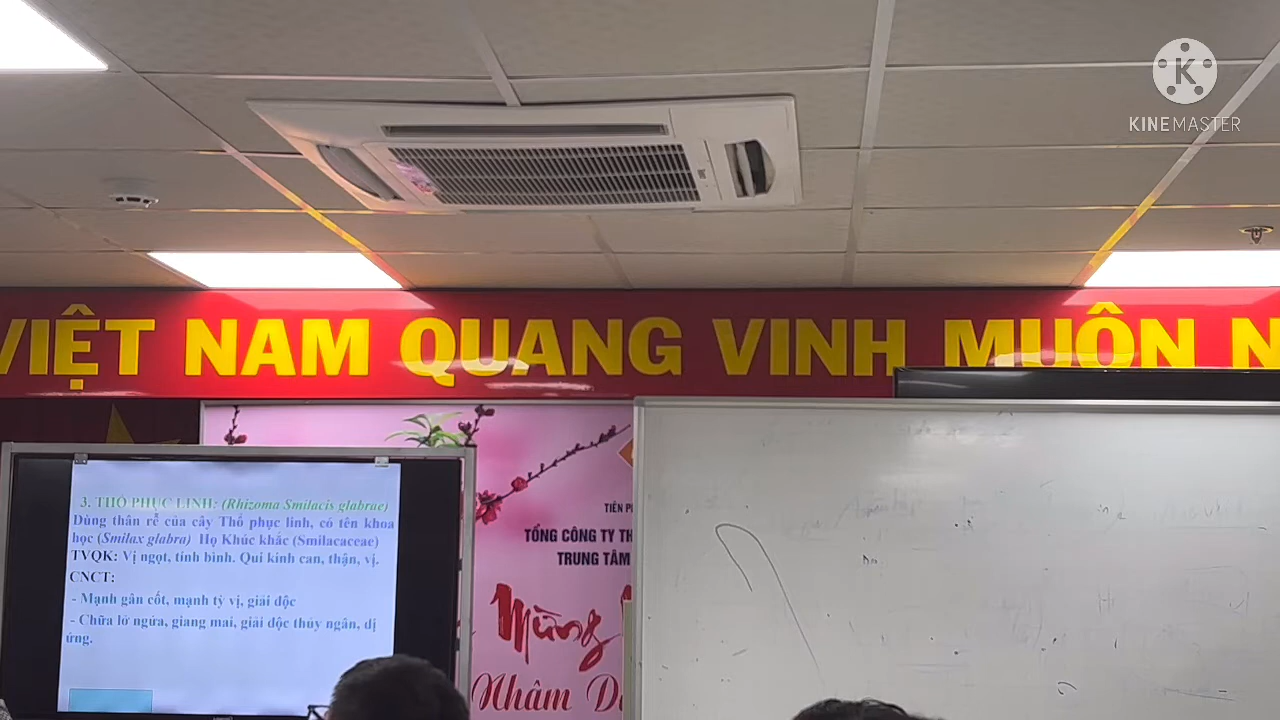 KINEMASTER
VIỆT NAM QUANG VINH MUÔN N
3. THỔ PHỤC LINH: (Rhizoma Smilacis glabrae)
Dùng thân rễ của cây Thổ phục linh, có tên khoa
học (Smilax glabra) Họ Khúc khắc (Smilacaceae)
TVQK: Vị ngọt, tính bình. Qui kinh can, thận, vị.
CNCT:
- Mạnh gân cốt, mạnh tỳ vị, giải độc
- Chữa lở ngứa, giang mai, giải độc thủy ngân, dị
ứng.
TIÊN P
TỔNG CÔNG TY TH
TRUNG TÂM
Mừng
Nhâm D